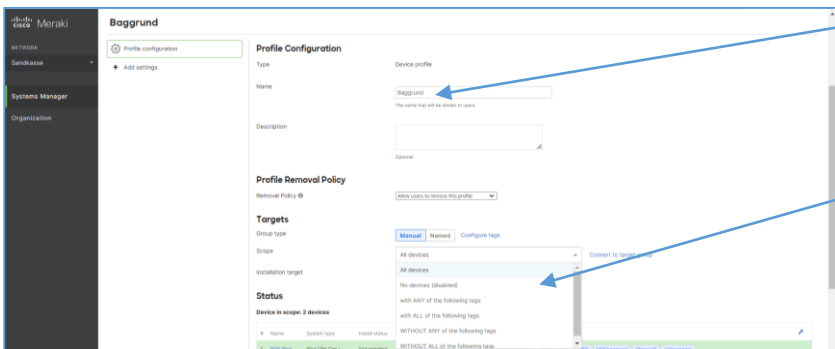 cisco Meraki
Baggrund
NETWORK
Sandkasse
Systems Manager
Organization
Profile configuration
+ Add settings
Profile Configuration
Type
Device profile
Name
Baggrund
The name that will be shown to users
Description
Optional
Profile Removal Policy
Removal Policy
Allow users to remove this profile
Targets
Group type
Manual Named Configure tags
Scope
All devices
Convert to target group
All devices
Installation target
No devices (disabled)
with ANY of the following tags
with ALL of the following tags
WITHOUT ANY of the following tags
WITHOUT ALL of the following tags
Status
Device in scope: 2 devices
# Name System type Install status